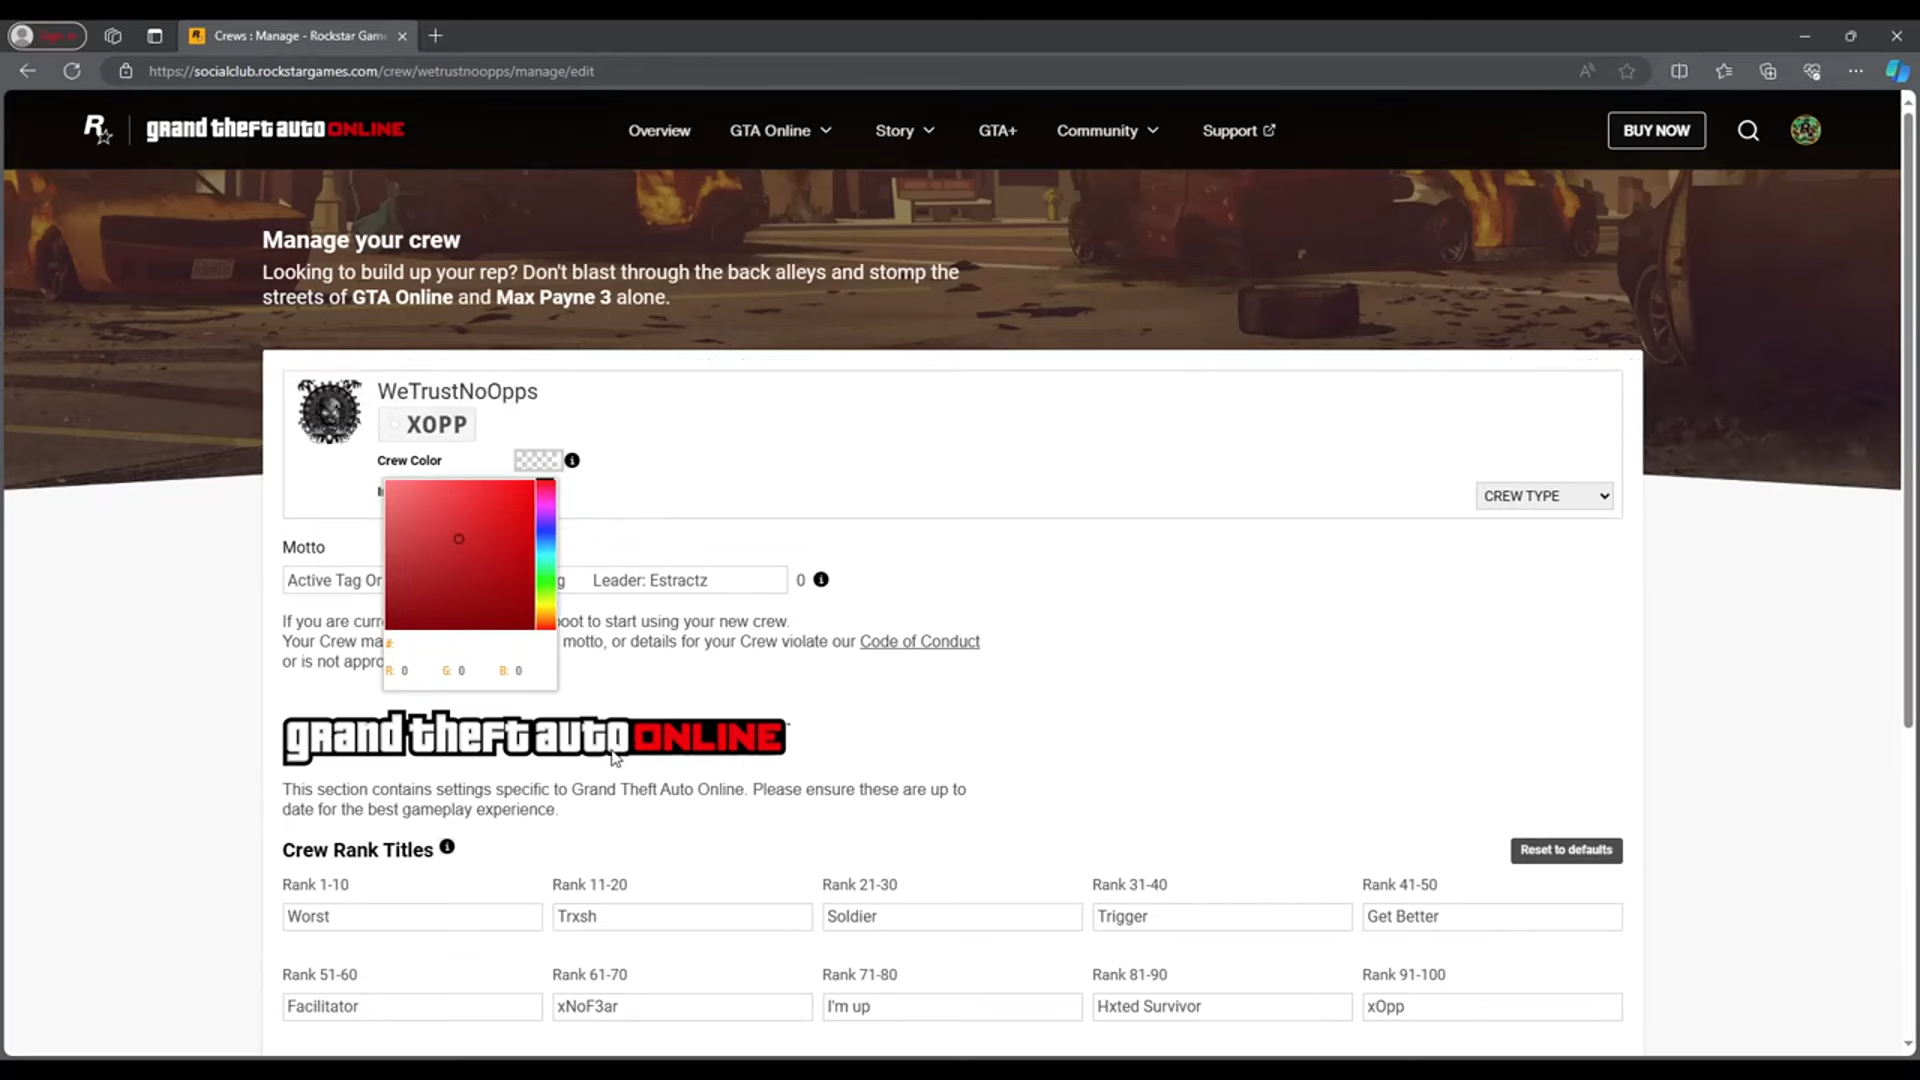 Sign in
Crews : Manage - Rockstar Gam
https://socialclub.rockstargames.com/crew/wetrustnoopps/manage/edit
grand theft auto ONLINE
Overview
GTA Online
Story
GTA+
Community
Support
BUY NOW
Manage your crew
Looking to build up your rep? Don't blast through the back alleys and stomp the
streets of GTA Online and Max Payne 3 alone.
WeTrustNoOpps
XOPP
Crew Color
CREW TYPE
Motto
Active Tag Or
g Leader: Estractz
0
If you are curr
oot to start using your new crew.
Your Crew ma
motto, or details for your Crew violate our Code of Conduct
or is not appro
#:
R: 0 G: 0 B: 0
grand theft auto ONLINE
This section contains settings specific to Grand Theft Auto Online. Please ensure these are up to
date for the best gameplay experience.
Crew Rank Titles
Reset to defaults
Rank 1-10 Rank 11-20 Rank 21-30 Rank 31-40 Rank 41-50
Worst Trxsh Soldier Trigger Get Better
Rank 51-60 Rank 61-70 Rank 71-80 Rank 81-90 Rank 91-100
Facilitator xNoF3ar I'm up Hxted Survivor xOpp